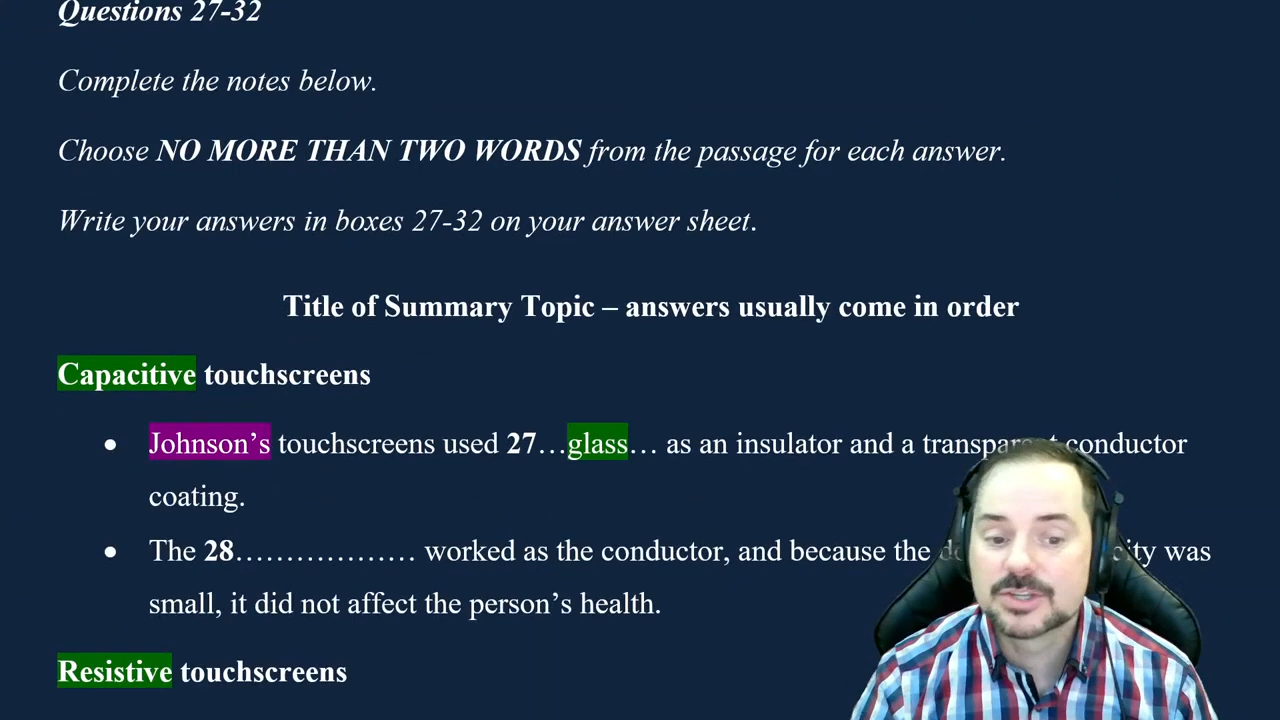 Questions 27-32
Complete the notes below.
Choose NO MORE THAN TWO WORDS from the passage for each answer.
Write your answers in boxes 27-32 on your answer sheet.
Title of Summary Topic – answers usually come in order
Capacitive touchscreens
• Johnson’s touchscreens used 27…glass… as an insulator and a transparent conductor
coating.
• The 28……………… worked as the conductor, and because the was
small, it did not affect the person’s health.
Resistive touchscreens